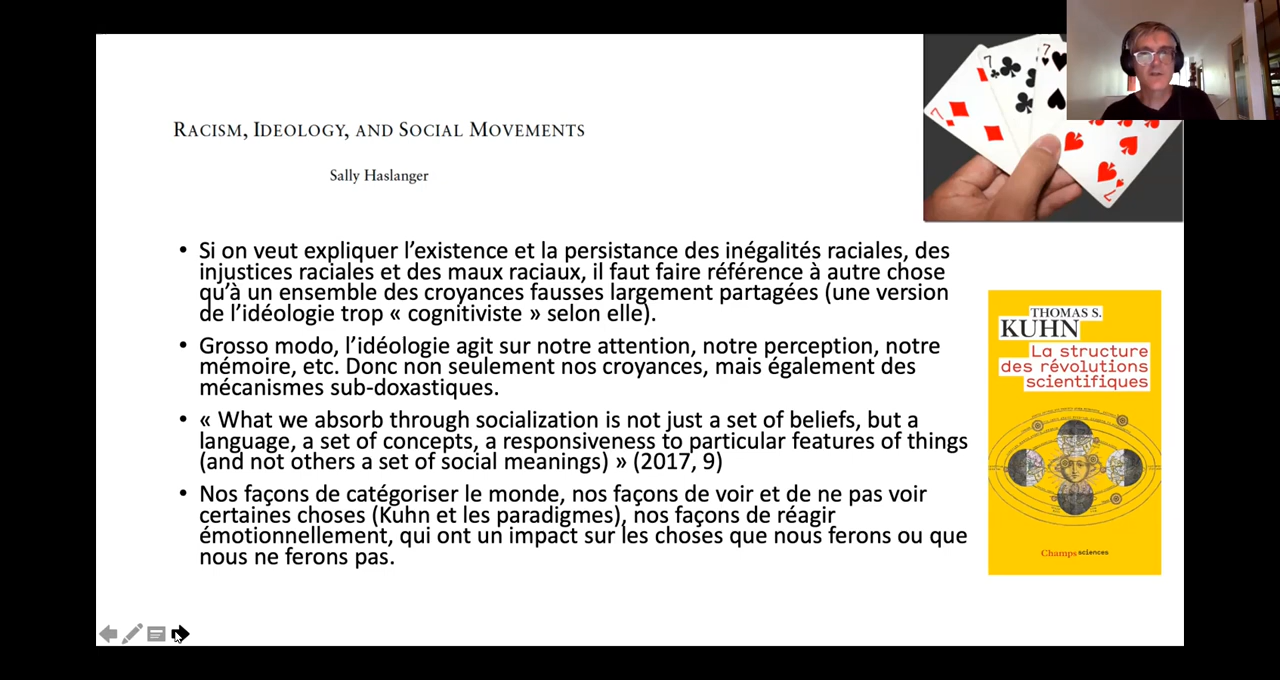 RACISM, IDEOLOGY, AND SOCIAL MOVEMENTS
Sally Haslanger
• Si on veut expliquer l'existence et la persistance des inégalités raciales, des
injustices raciales et des maux raciaux, il faut faire référence à autre chose
qu'à un ensemble des croyances fausses largement partagées (une version
de l'idéologie trop « cognitiviste » selon elle).
• Grosso modo, l'idéologie agit sur notre attention, notre perception, notre
mémoire, etc. Donc non seulement nos croyances, mais également des
mécanismes sub-doxastiques.
• « What we absorb through socialization is not just a set of beliefs, but a
language, a set of concepts, a responsiveness to particular features of things
(and not others a set of social meanings) » (2017, 9)
• Nos façons de catégoriser le monde, nos façons de voir et de ne pas voir
certaines choses (Kuhn et les paradigmes), nos façons de réagir
émotionnellement, qui ont un impact sur les choses que nous ferons ou que
nous ne ferons pas.
7
7
7
7
THOMAS S.
KUHN
La structure
des révolutions
scientifiques
Champs sciences